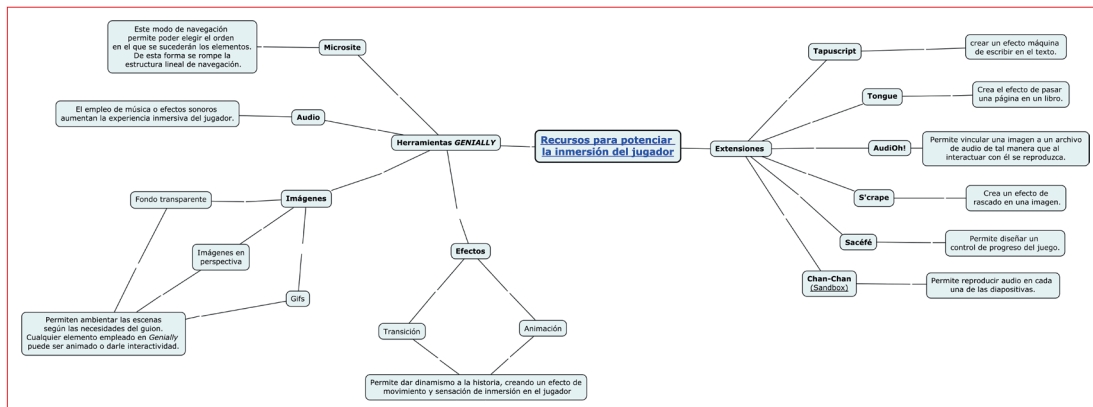 Recursos para potenciar
la inmersión del jugador
Herramientas GENIALLY
Microsite
Este modo de navegación
permite poder elegir el orden
en el que se sucederán los elementos.
De esta forma se rompe la
estructura lineal de navegación.
Audio
El empleo de música o efectos sonoros
aumentan la experiencia inmersiva del jugador.
Imágenes
Fondo transparente
Imágenes en
perspectiva
Gifs
Permiten ambientar las escenas
según las necesidades del guion.
Cualquier elemento empleado en Genially
puede ser animado o darle interactividad.
Efectos
Transición
Animación
Permite dar dinamismo a la historia, creando un efecto de
movimiento y sensación de inmersión en el jugador
Extensiones
Tapuscript
crear un efecto máquina
de escribir en el texto.
Tongue
Crea el efecto de pasar
una página en un libro.
AudiOh!
Permite vincular una imagen a un archivo
de audio de tal manera que al
interactuar con él se reproduzca.
S'crape
Crea un efecto de
rascado en una imagen.
Sacéfé
Permite diseñar un
control de progreso del juego.
Chan-Chan
(Sandbox)
Permite reproducir audio en cada
una de las diapositivas.